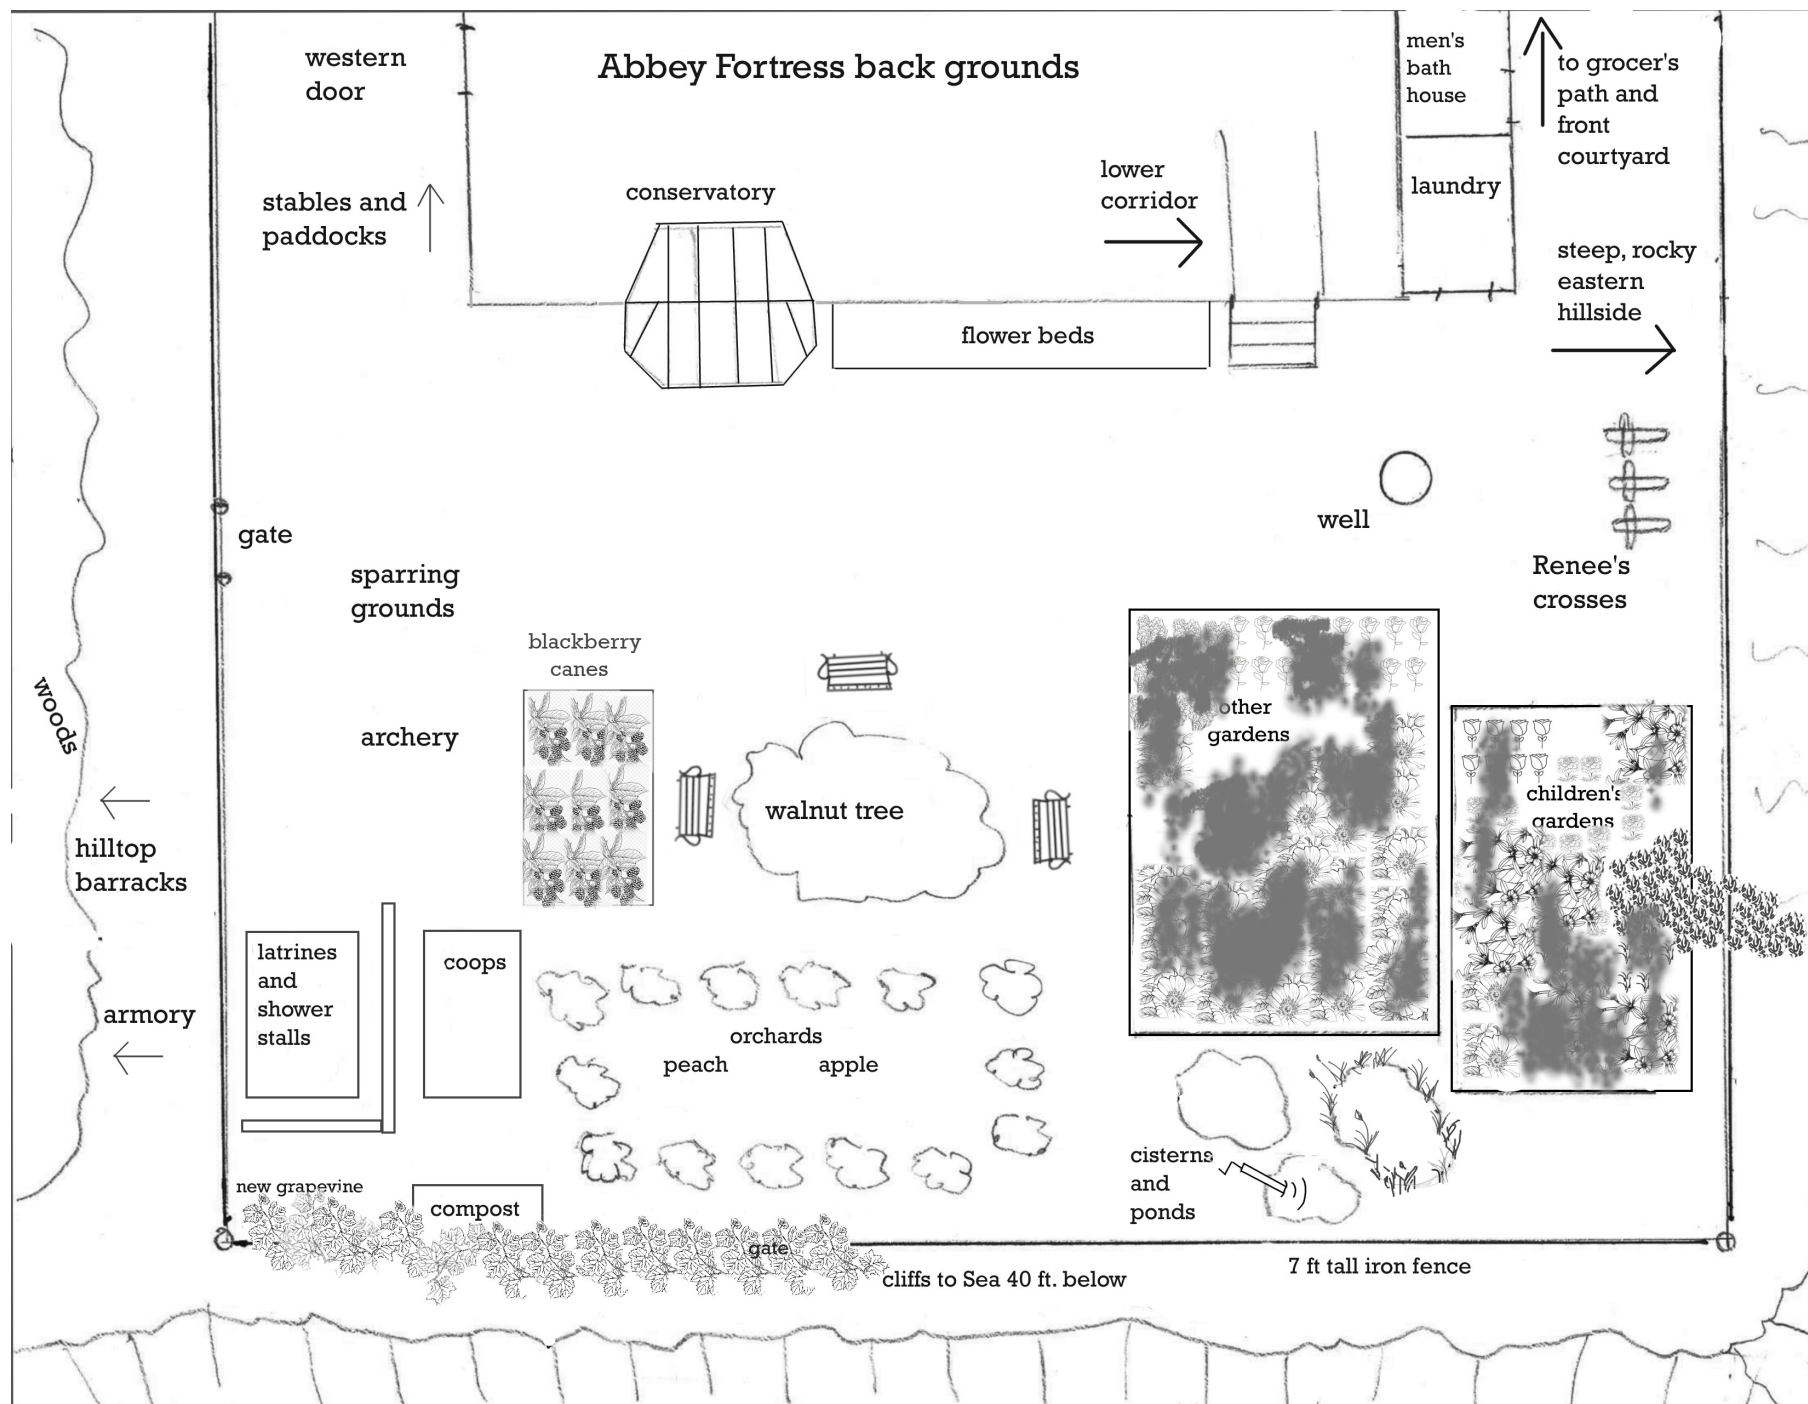 western
door
Abbey Fortress back grounds
men's
bath
house
to grocer's
path and
front
courtyard
stables and
paddocks
conservatory
lower
corridor
laundry
steep, rocky
eastern
hillside
flower beds
gate
well
sparring
grounds
Renee's
crosses
blackberry
canes
woods
archery
other
gardens
walnut tree
children's
gardens
hilltop
barracks
latrines
and
shower
stalls
coops
armory
orchards
peach
apple
cisterns
and
ponds
new grapevine
compost
gate
cliffs to Sea 40 ft. below
7 ft tall iron fence